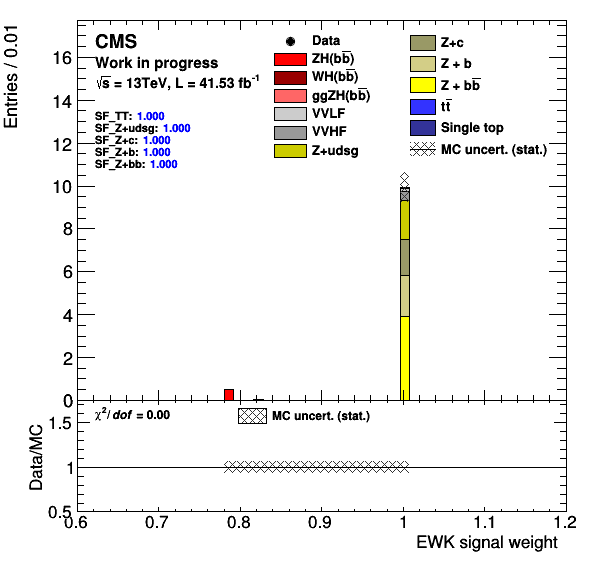 CMS
Work in progress
√s = 13TeV, L = 41.53 fb⁻¹
SF_TT: 1.000
SF_Z+udsg: 1.000
SF_Z+c: 1.000
SF_Z+b: 1.000
SF_Z+bb: 1.000
Data
ZH(bb̅)
WH(bb̅)
ggZH(bb̅)
VVLF
VVHF
Z+udsg
Z+c
Z + b
Z + bb̅
tt̅
Single top
MC uncert. (stat.)
Entries / 0.01
16
14
12
10
8
6
4
2
0
χ²/dof = 0.00
MC uncert. (stat.)
Data/MC
1.5
1
0.5
0.6
0.7
0.8
0.9
1
1.1
1.2
EWK signal weight